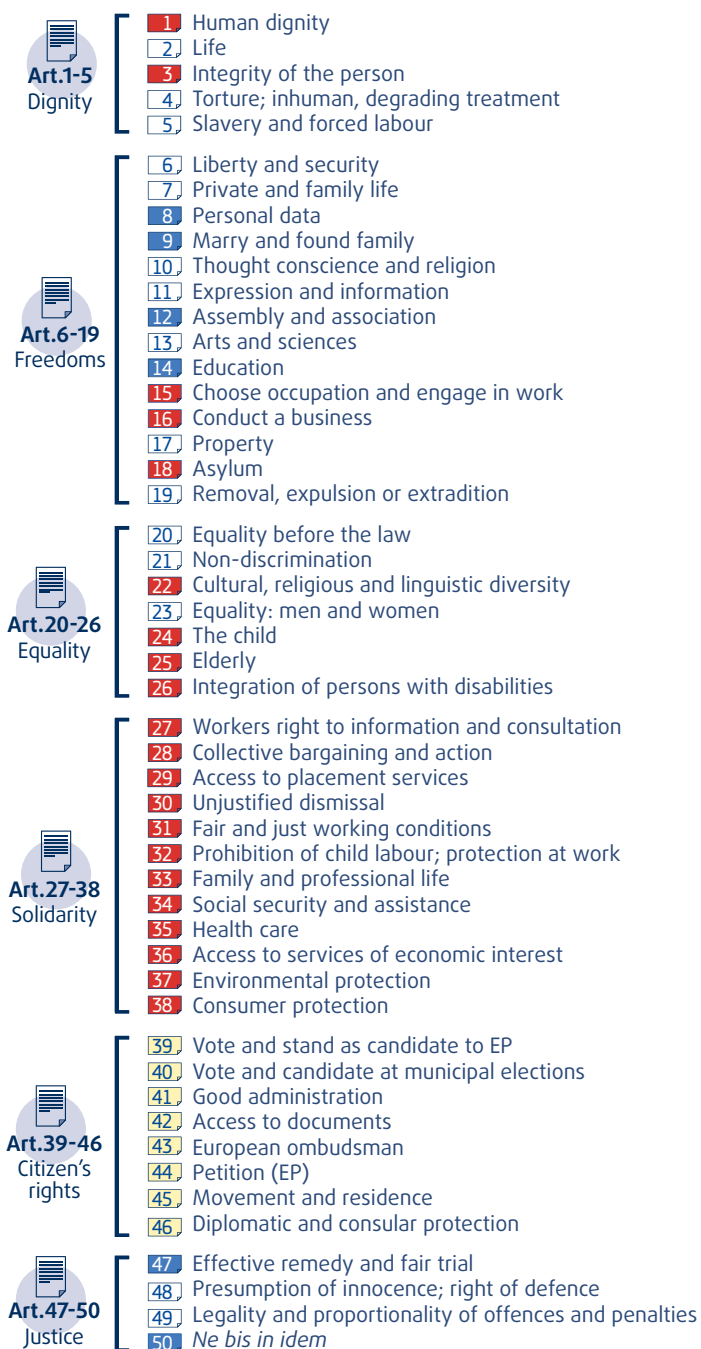 Art.1-5
Dignity
1 Human dignity
2 Life
3 Integrity of the person
4 Torture; inhuman, degrading treatment
5 Slavery and forced labour
Art.6-19
Freedoms
6 Liberty and security
7 Private and family life
8 Personal data
9 Marry and found family
10 Thought conscience and religion
11 Expression and information
12 Assembly and association
13 Arts and sciences
14 Education
15 Choose occupation and engage in work
16 Conduct a business
17 Property
18 Asylum
19 Removal, expulsion or extradition
Art.20-26
Equality
20 Equality before the law
21 Non-discrimination
22 Cultural, religious and linguistic diversity
23 Equality: men and women
24 The child
25 Elderly
26 Integration of persons with disabilities
Art.27-38
Solidarity
27 Workers right to information and consultation
28 Collective bargaining and action
29 Access to placement services
30 Unjustified dismissal
31 Fair and just working conditions
32 Prohibition of child labour; protection at work
33 Family and professional life
34 Social security and assistance
35 Health care
36 Access to services of economic interest
37 Environmental protection
38 Consumer protection
Art.39-46
Citizen's
rights
39 Vote and stand as candidate to EP
40 Vote and candidate at municipal elections
41 Good administration
42 Access to documents
43 European ombudsman
44 Petition (EP)
45 Movement and residence
46 Diplomatic and consular protection
Art.47-50
Justice
47 Effective remedy and fair trial
48 Presumption of innocence; right of defence
49 Legality and proportionality of offences and penalties
50 Ne bis in idem